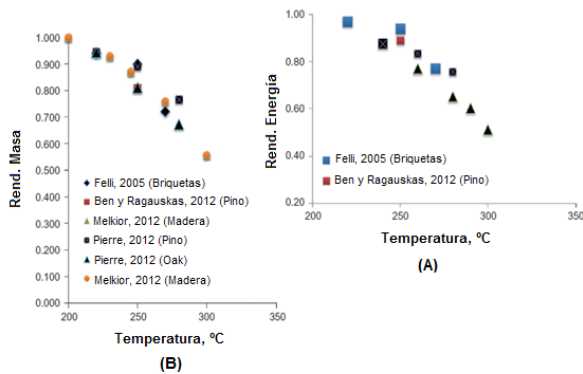 Rend. Masa
1.000
0.900
0.800
0.700
0.600
0.500
0.400
0.300
0.200
0.100
0.000
200
250
300
350
Felli, 2005 (Briquetas)
Ben y Ragauskas, 2012 (Pino)
Melkior, 2012 (Madera)
Pierre, 2012 (Pino)
Pierre, 2012 (Oak)
Melkior, 2012 (Madera)
Temperatura, ºC
(B)
Rend. Energía
1.00
0.80
0.60
0.40
0.20
200
250
300
350
Felli, 2005 (Briquetas)
Ben y Ragauskas, 2012 (Pino)
Temperatura, ºC
(A)